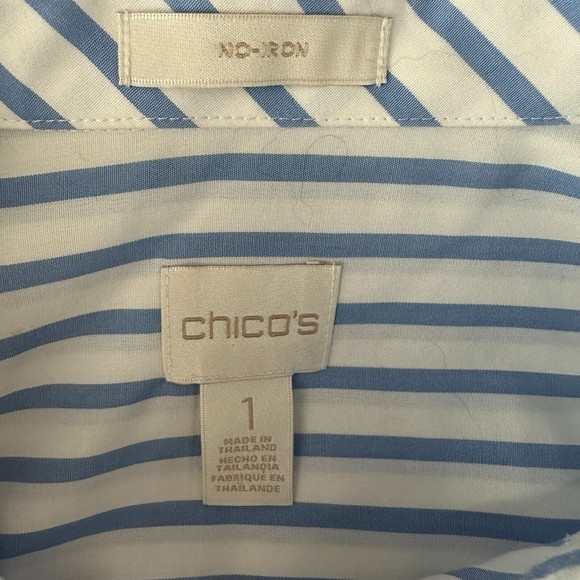 NO-IRON
chico's
1
MADE IN
THAILAND
HECHO EN
TAILANDIA
FABRIQUÉ EN
THAÏLANDE